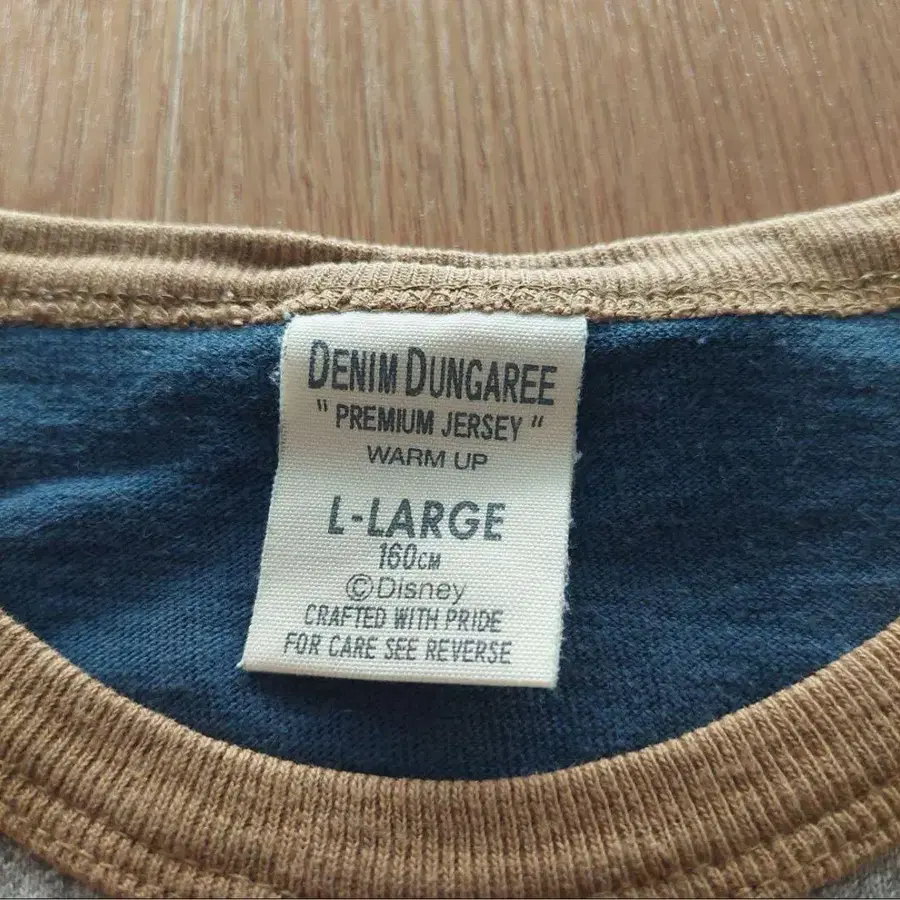 DENIM DUNGAREE
" PREMIUM JERSEY "
WARM UP
L-LARGE
160CM
©Disney
CRAFTED WITH PRIDE
FOR CARE SEE REVERSE